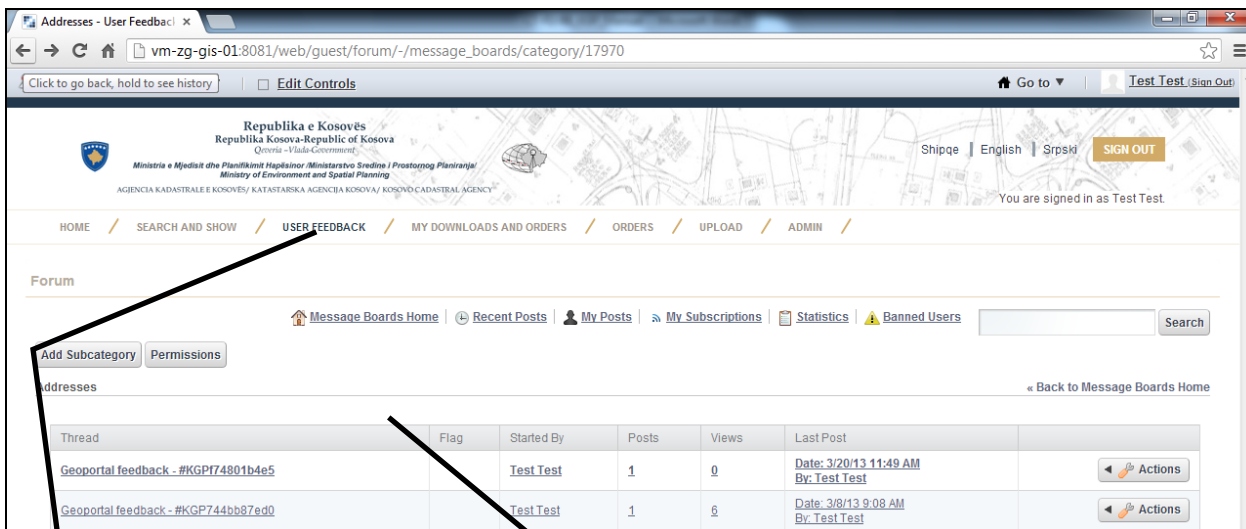 Addresses - User Feedbacl
vm-zg-gis-01:8081/web/guest/forum/-/message_boards/category/17970
Click to go back, hold to see history
Edit Controls
Go to
Test Test (Sign Out)
Republika e Kosovës
Republika Kosova-Republic of Kosova
Qeveria –Vlada-Government
Ministria e Mjedisit dhe Planifikimit Hapësinor /Ministarstvo Sredine i Prostornog Planiranja/
Ministry of Environment and Spatial Planning
AGJENCIA KADASTRALE E KOSOVËS/ KATASTARSKA AGENCIJA KOSOVA/ KOSOVO CADASTRAL AGENCY
Shipqe | English | Srpski
SIGN OUT
You are signed in as Test Test.
HOME / SEARCH AND SHOW / USER FEEDBACK / MY DOWNLOADS AND ORDERS / ORDERS / UPLOAD / ADMIN /
Forum
Message Boards Home | Recent Posts | My Posts | My Subscriptions | Statistics | Banned Users
Search
Add Subcategory
Permissions
Addresses
« Back to Message Boards Home
Thread Flag Started By Posts Views Last Post
Geoportal feedback - #KGPf74801b4e5 Test Test 1 0 Date: 3/20/13 11:49 AM
By: Test Test
Actions
Geoportal feedback - #KGP744bb87ed0 Test Test 1 6 Date: 3/8/13 9:08 AM
By: Test Test
Actions